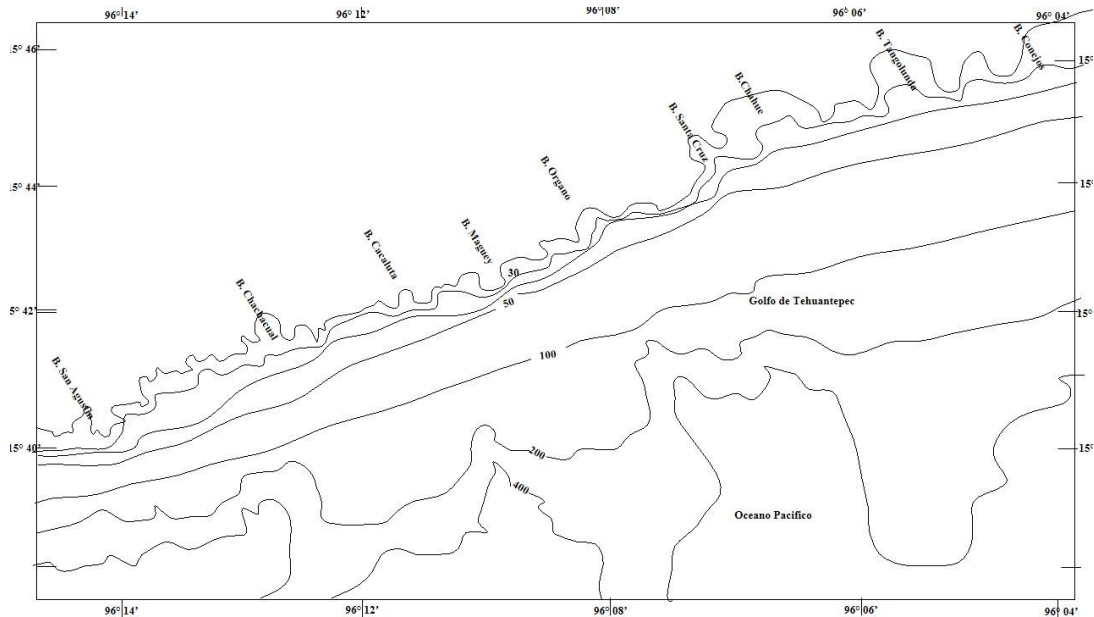 96° 14'
96° 12'
96° 08'
96° 06'
96° 04'
15° 46'
15°
B. Conejos
B. Tangolunda
B.Chahue
B. Santa Cruz
B. Organo
15° 44'
15°
B. Maguey
B. Cacaluta
B. Chachacual
30
50
Golfo de Tehuantepec
15° 42'
15°
100
B. San Agustin
15° 40'
15°
200
400
Oceano Pacifico
96° 14'
96° 12'
96° 08'
96° 06'
96° 04'